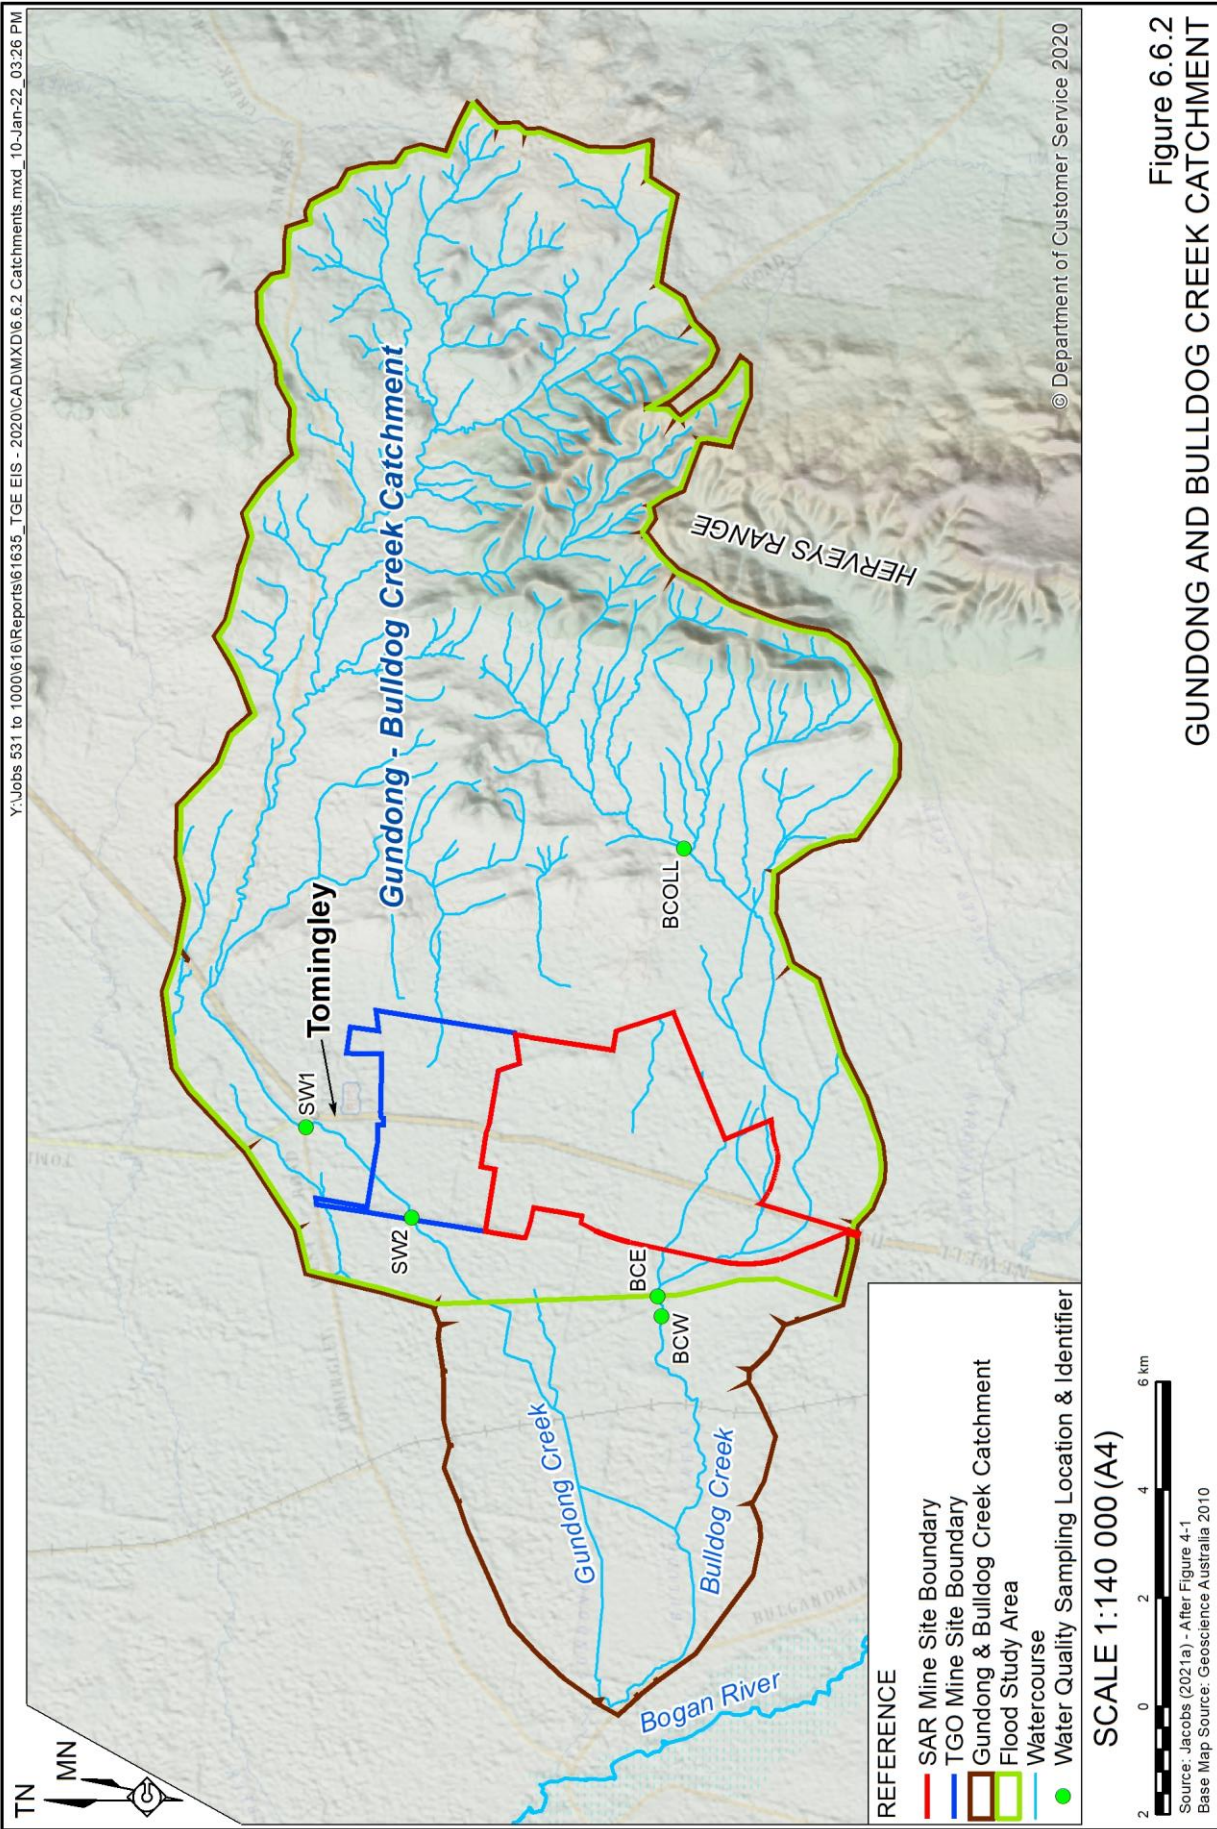 Y:\Jobs 531 to 1000\616\Reports\61635_TGE EIS - 2020\CAD\MXD\6.6.2 Catchments.mxd_10-Jan-22_03:26 PM
TN
MN
Tomingley
SW1
SW2
Gundong - Bulldog Creek Catchment
Gundong Creek
BCE
BCW
BCOLL
Bulldog Creek
HERVEYS RANGE
Bogan River
NEWELL
© Department of Customer Service 2020
REFERENCE
SAR Mine Site Boundary
TGO Mine Site Boundary
Gundong & Bulldog Creek Catchment
Flood Study Area
Watercourse
Water Quality Sampling Location & Identifier
SCALE 1:140 000 (A4)
2 0 2 4 6 km
Source: Jacobs (2021a) - After Figure 4-1
Base Map Source: Geoscience Australia 2010
Figure 6.6.2
GUNDONG AND BULLDOG CREEK CATCHMENT